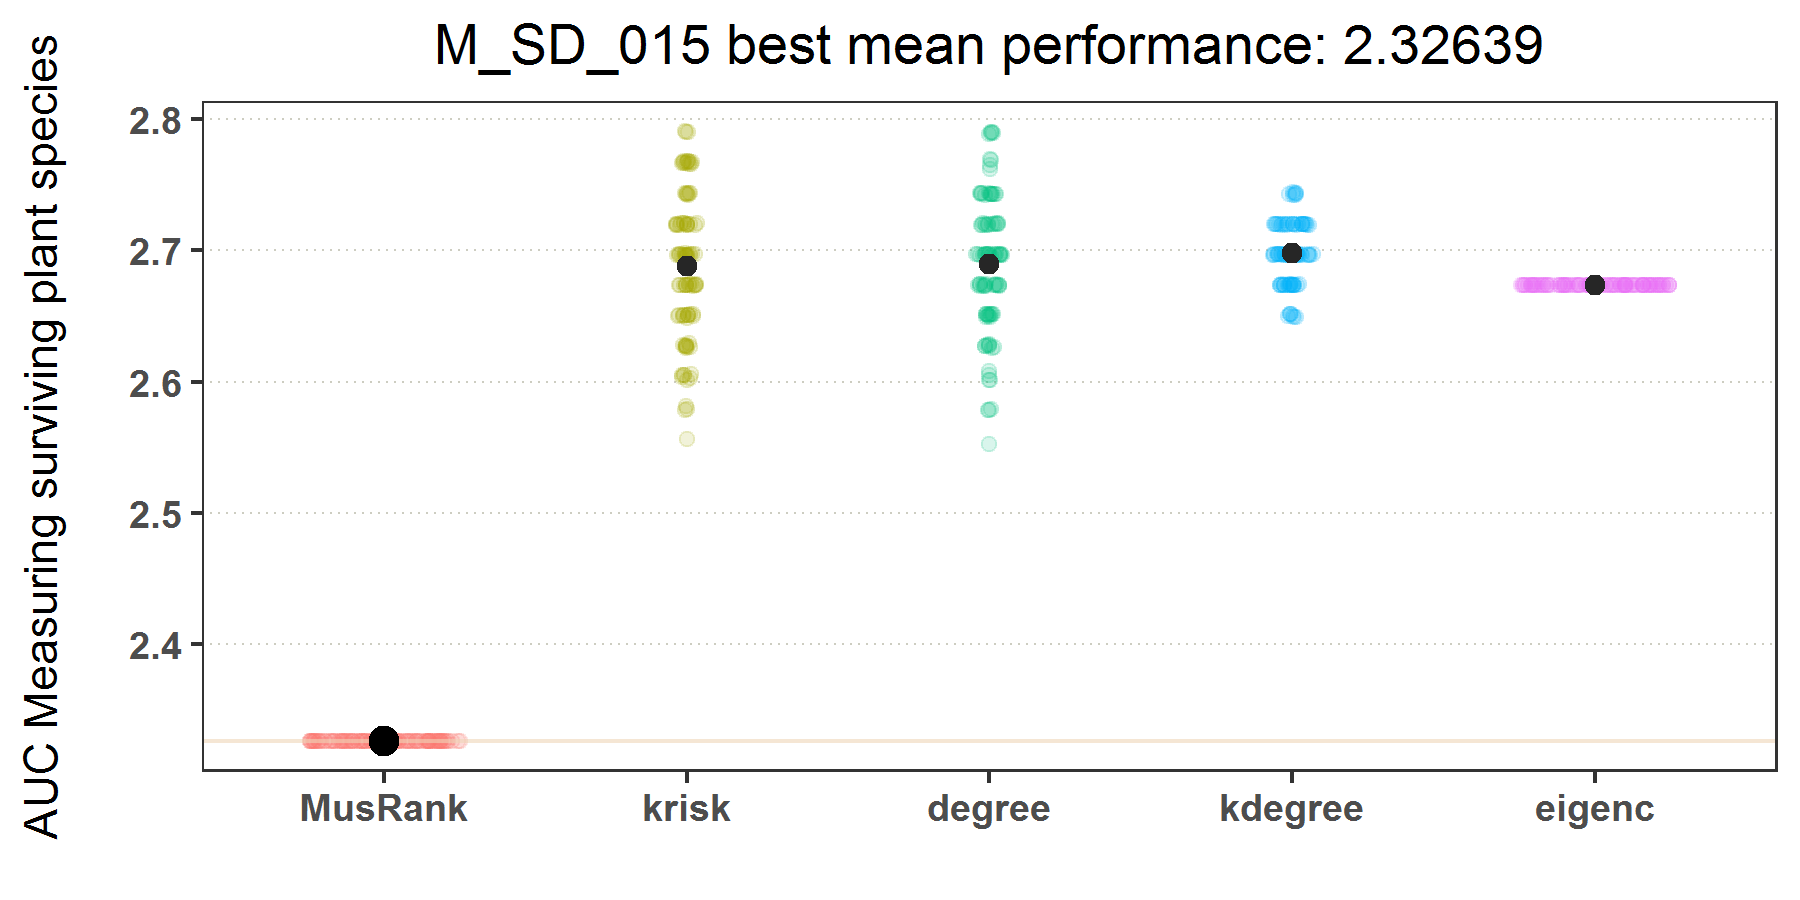 M_SD_015 best mean performance: 2.32639
AUC Measuring surviving plant species
2.8
2.7
2.6
2.5
2.4
MusRank krisk degree kdegree eigenc